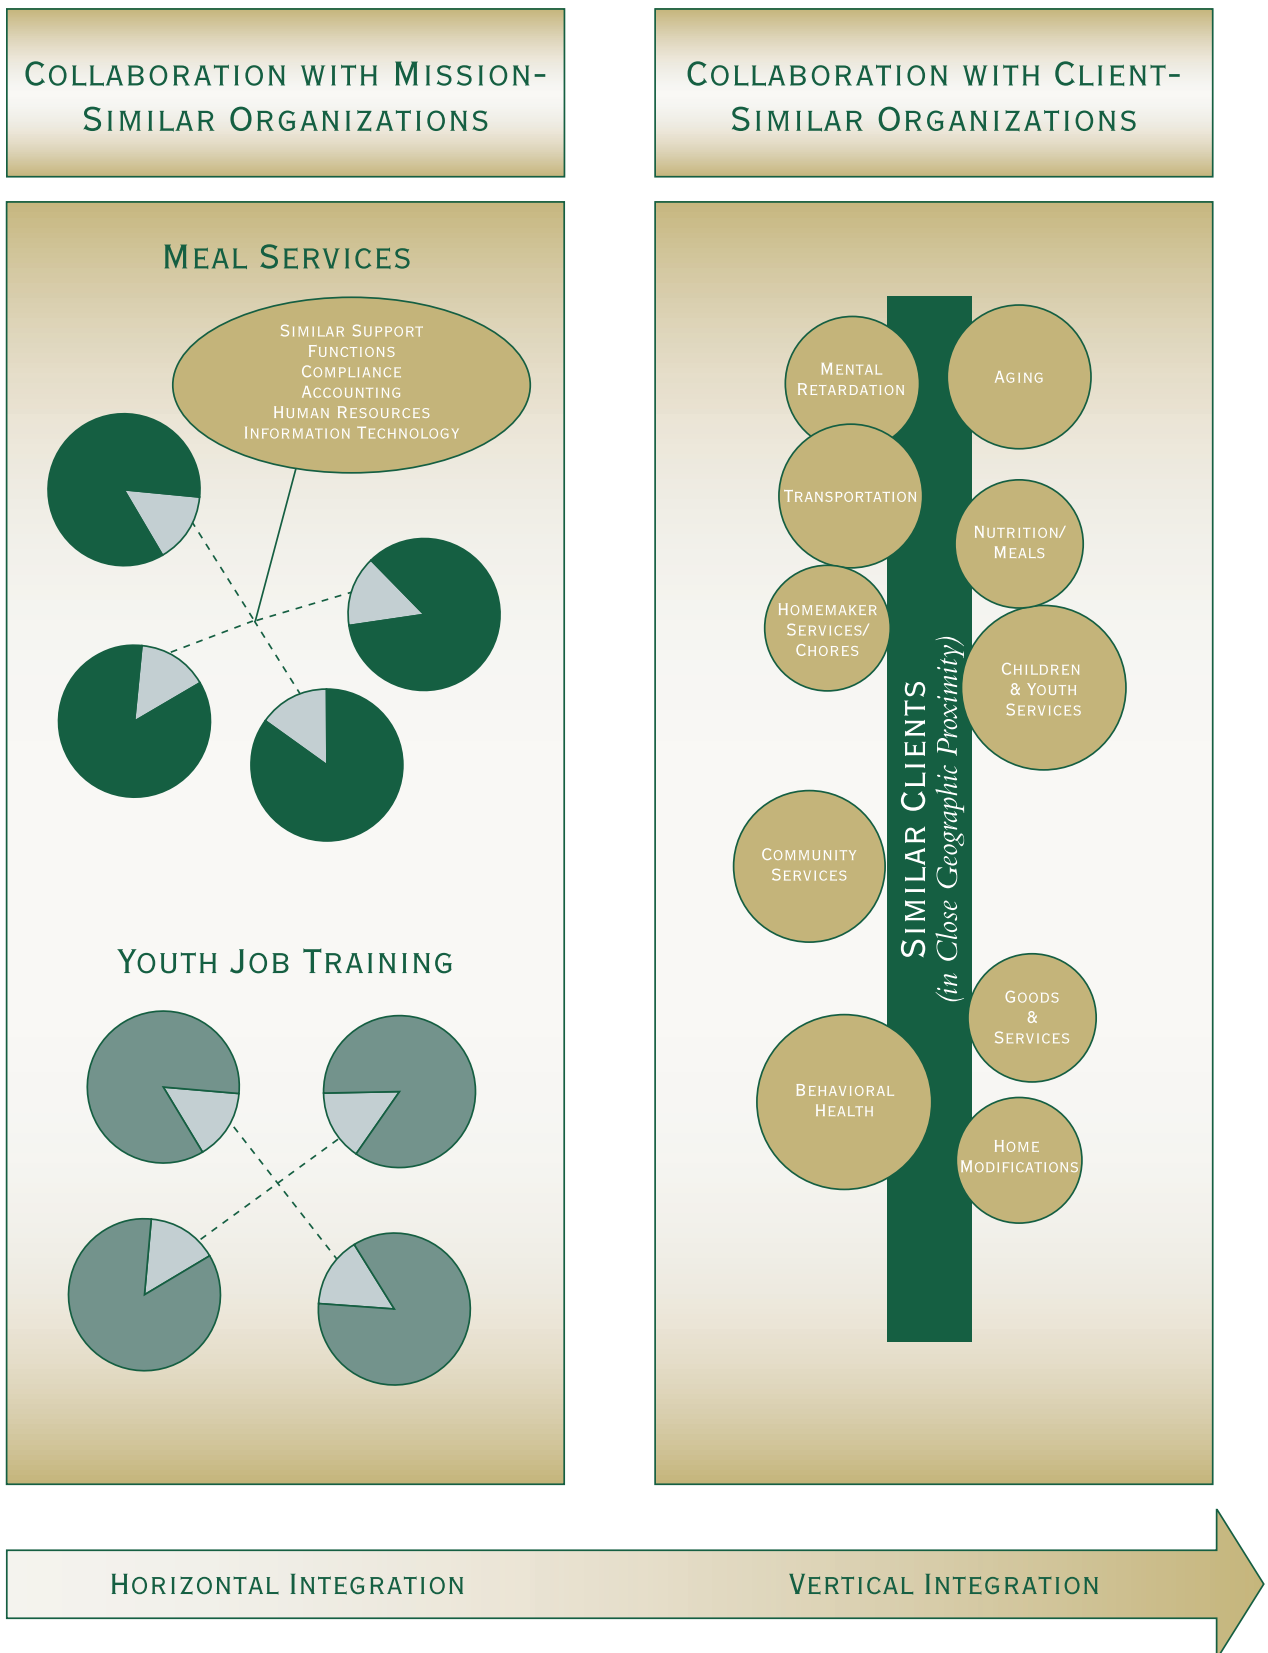 Collaboration with Mission-
Similar Organizations
Meal Services
Similar Support
Functions
Compliance
Accounting
Human Resources
Information Technology
Youth Job Training
Collaboration with Client-
Similar Organizations
Mental
Retardation
Aging
Transportation
Nutrition/
Meals
Homemaker
Services/
Chores
Children
& Youth
Services
Similar Clients
(in Close Geographic Proximity)
Community
Services
Goods
&
Services
Behavioral
Health
Home
Modifications
Horizontal Integration
Vertical Integration